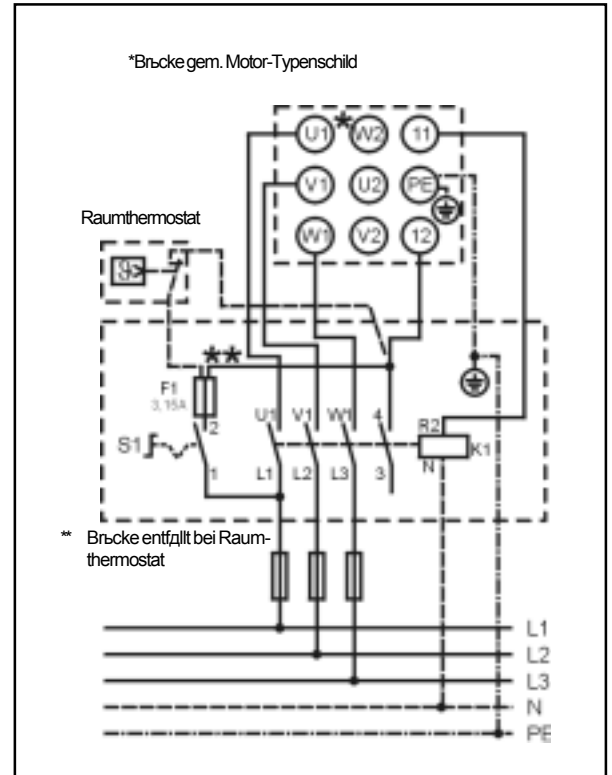 *Brьcke gem. Motor-Typenschild
U1 * W2 11
V1 U2 PE
W1 V2 12
Raumthermostat
**
F1
3,15A
2 U1 V1 W1 4 R2
S1 K1
1 L1 L2 L3 3 N
** Brьcke entfдllt bei Raum-
thermostat
L1
L2
L3
N
PE